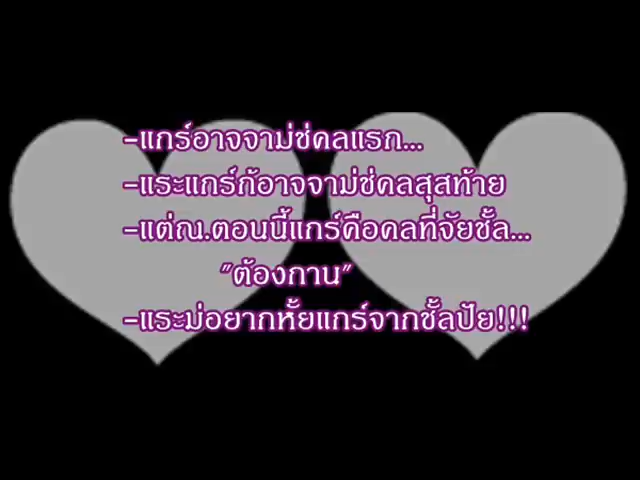 -แกร์อาจจาม่ช่คลแรก...
-แระแกร์ก้อาจจาม่ช่คลสุสท้าย
-แต่ณ.ตอนนี้แกร์คือคลที่จัยชั้ล...
"ต้องกาน"
-แระม่อยากหั้ยแกร์จากชั้ลปัย!!!